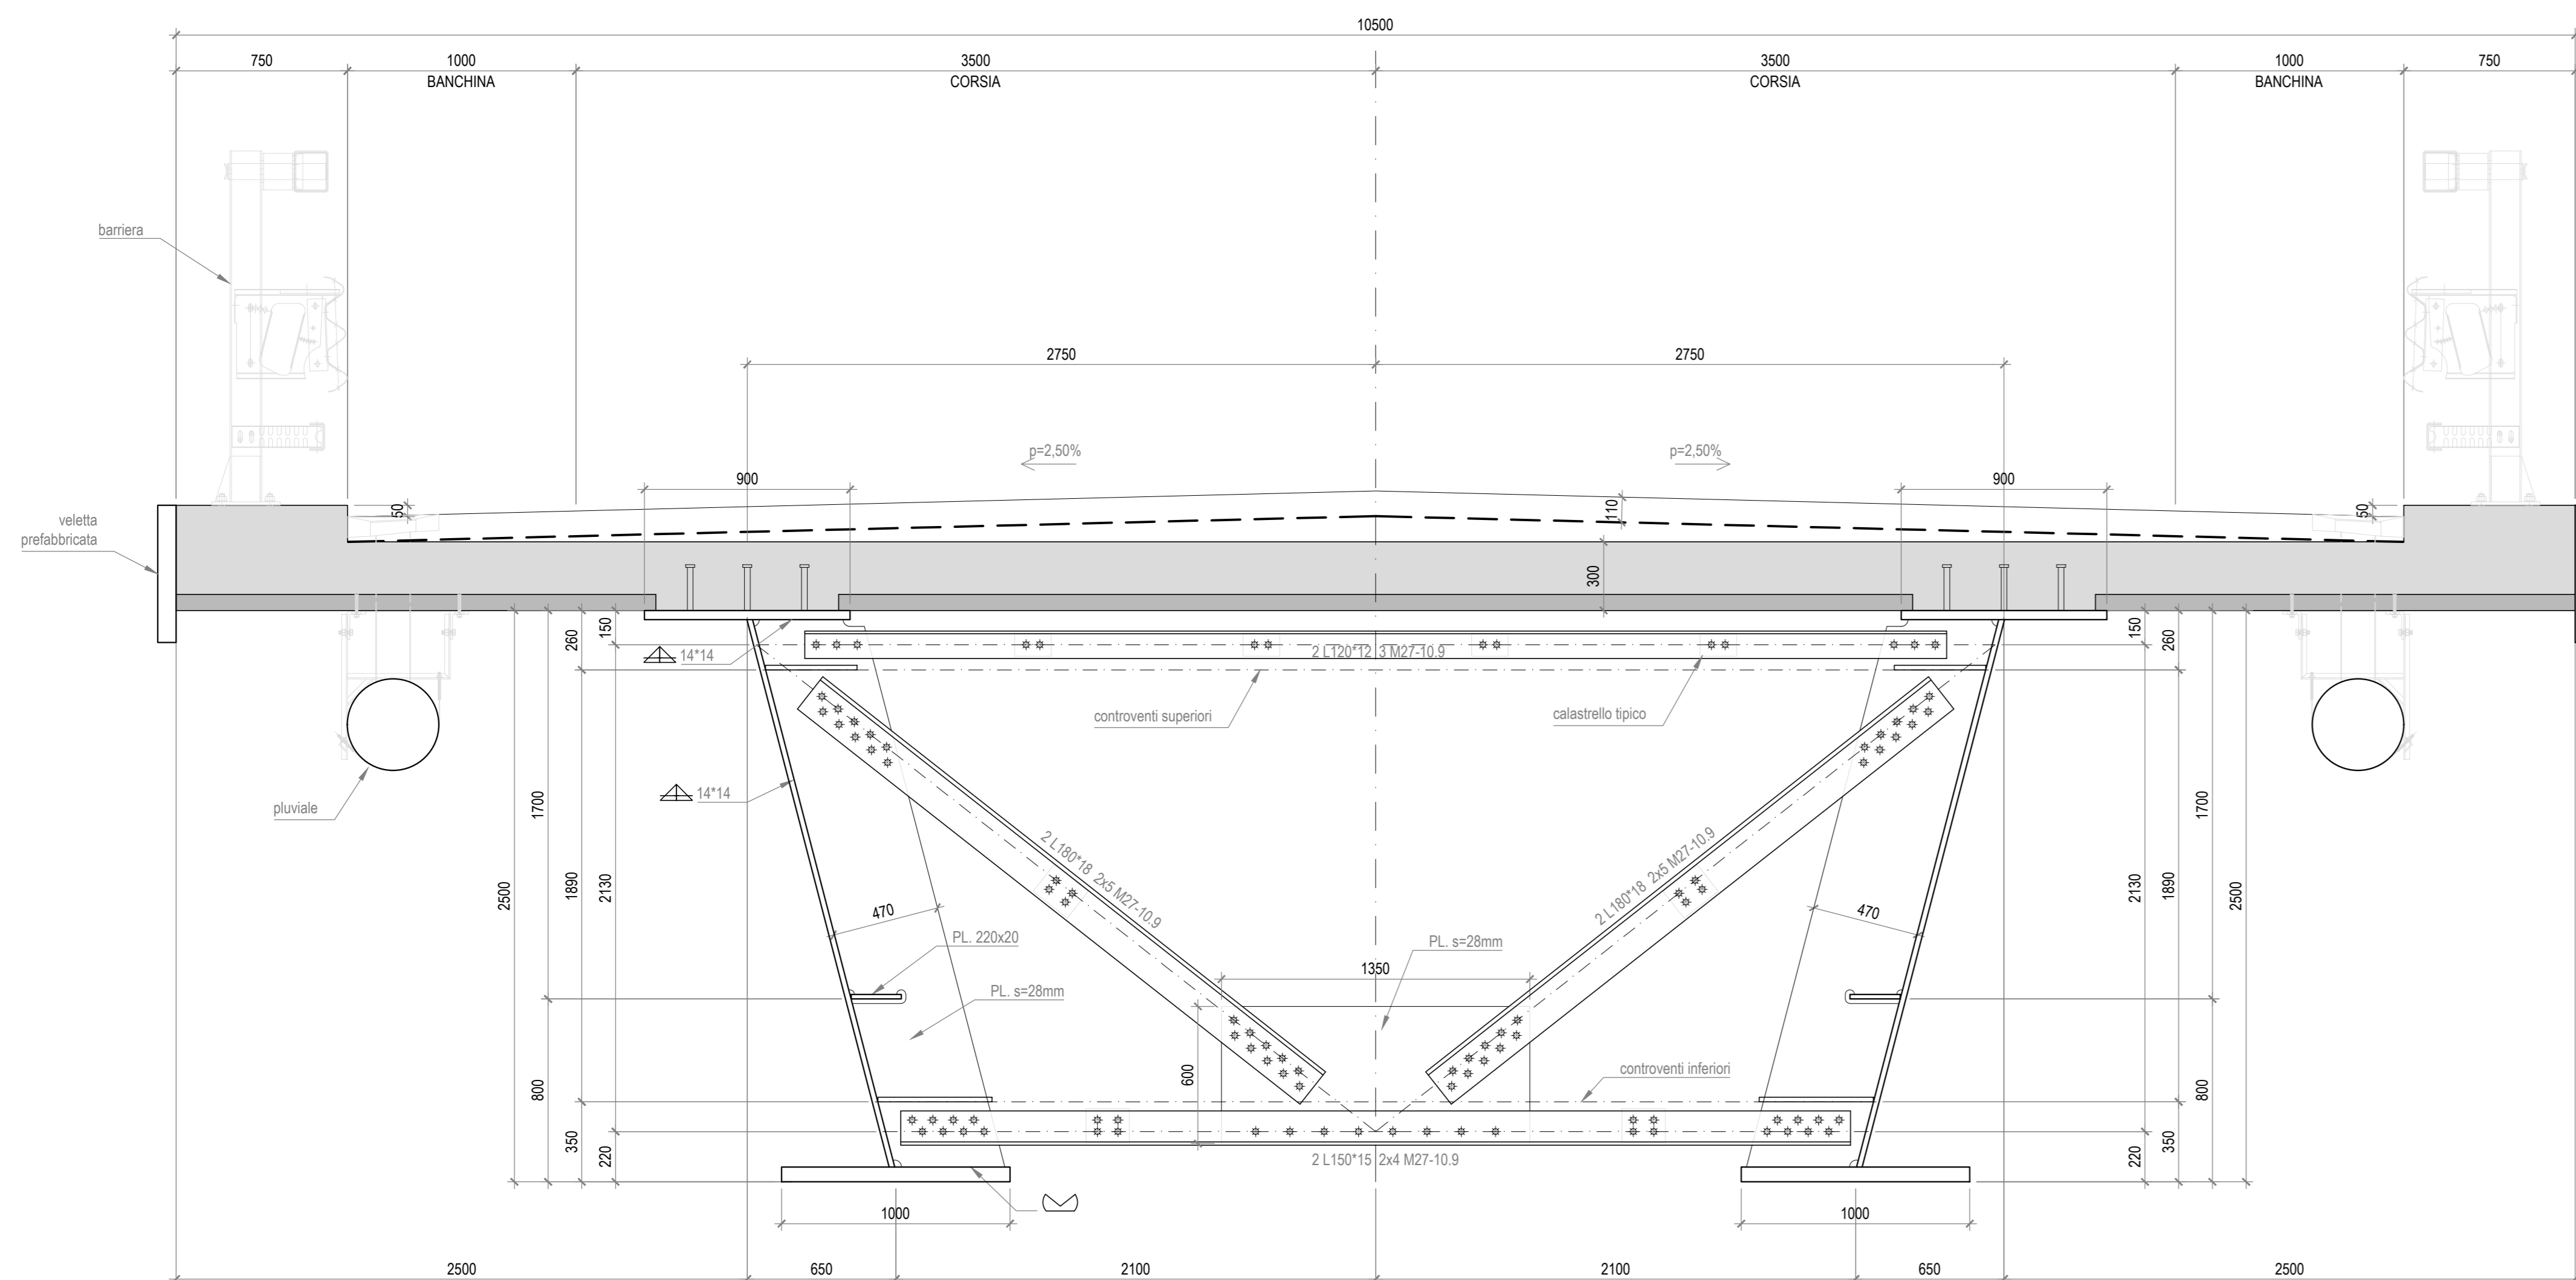 10500
750
1000
3500
3500
1000
750
BANCHINA
CORSIA
CORSIA
BANCHINA
barriera
2750
2750
p=2,50%
p=2,50%
900
900
50
110
50
veletta
prefabbricata
300
150
260
150
260
14*14
2 L120*12 3 M27-10.9
controventi superiori
calastrello tipico
14*14
pluviale
1700
1700
2 L180*18 2x5 M27-10.9
2 L180*18 2x5 M27-10.9
2500
1890
2130
2130
1890
2500
470
470
PL. 220x20
PL. s=28mm
1350
PL. s=28mm
600
controventi inferiori
800
800
350
220
220
350
2 L150*15 2x4 M27-10.9
1000
1000
2500
650
2100
2100
650
2500